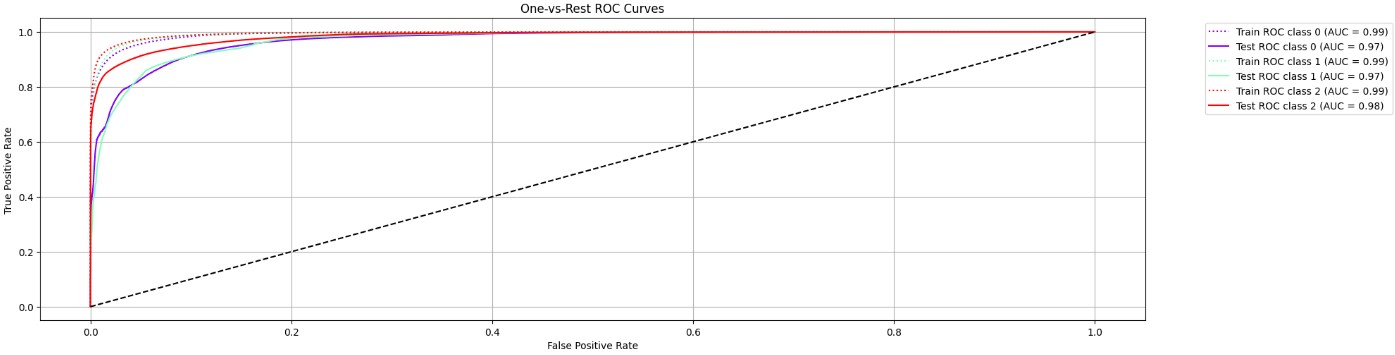 One-vs-Rest ROC Curves
True Positive Rate
1.0
0.8
0.6
0.4
0.2
0.0
0.0 0.2 0.4 0.6 0.8 1.0
False Positive Rate
Train ROC class 0 (AUC = 0.99)
Test ROC class 0 (AUC = 0.97)
Train ROC class 1 (AUC = 0.99)
Test ROC class 1 (AUC = 0.97)
Train ROC class 2 (AUC = 0.99)
Test ROC class 2 (AUC = 0.98)